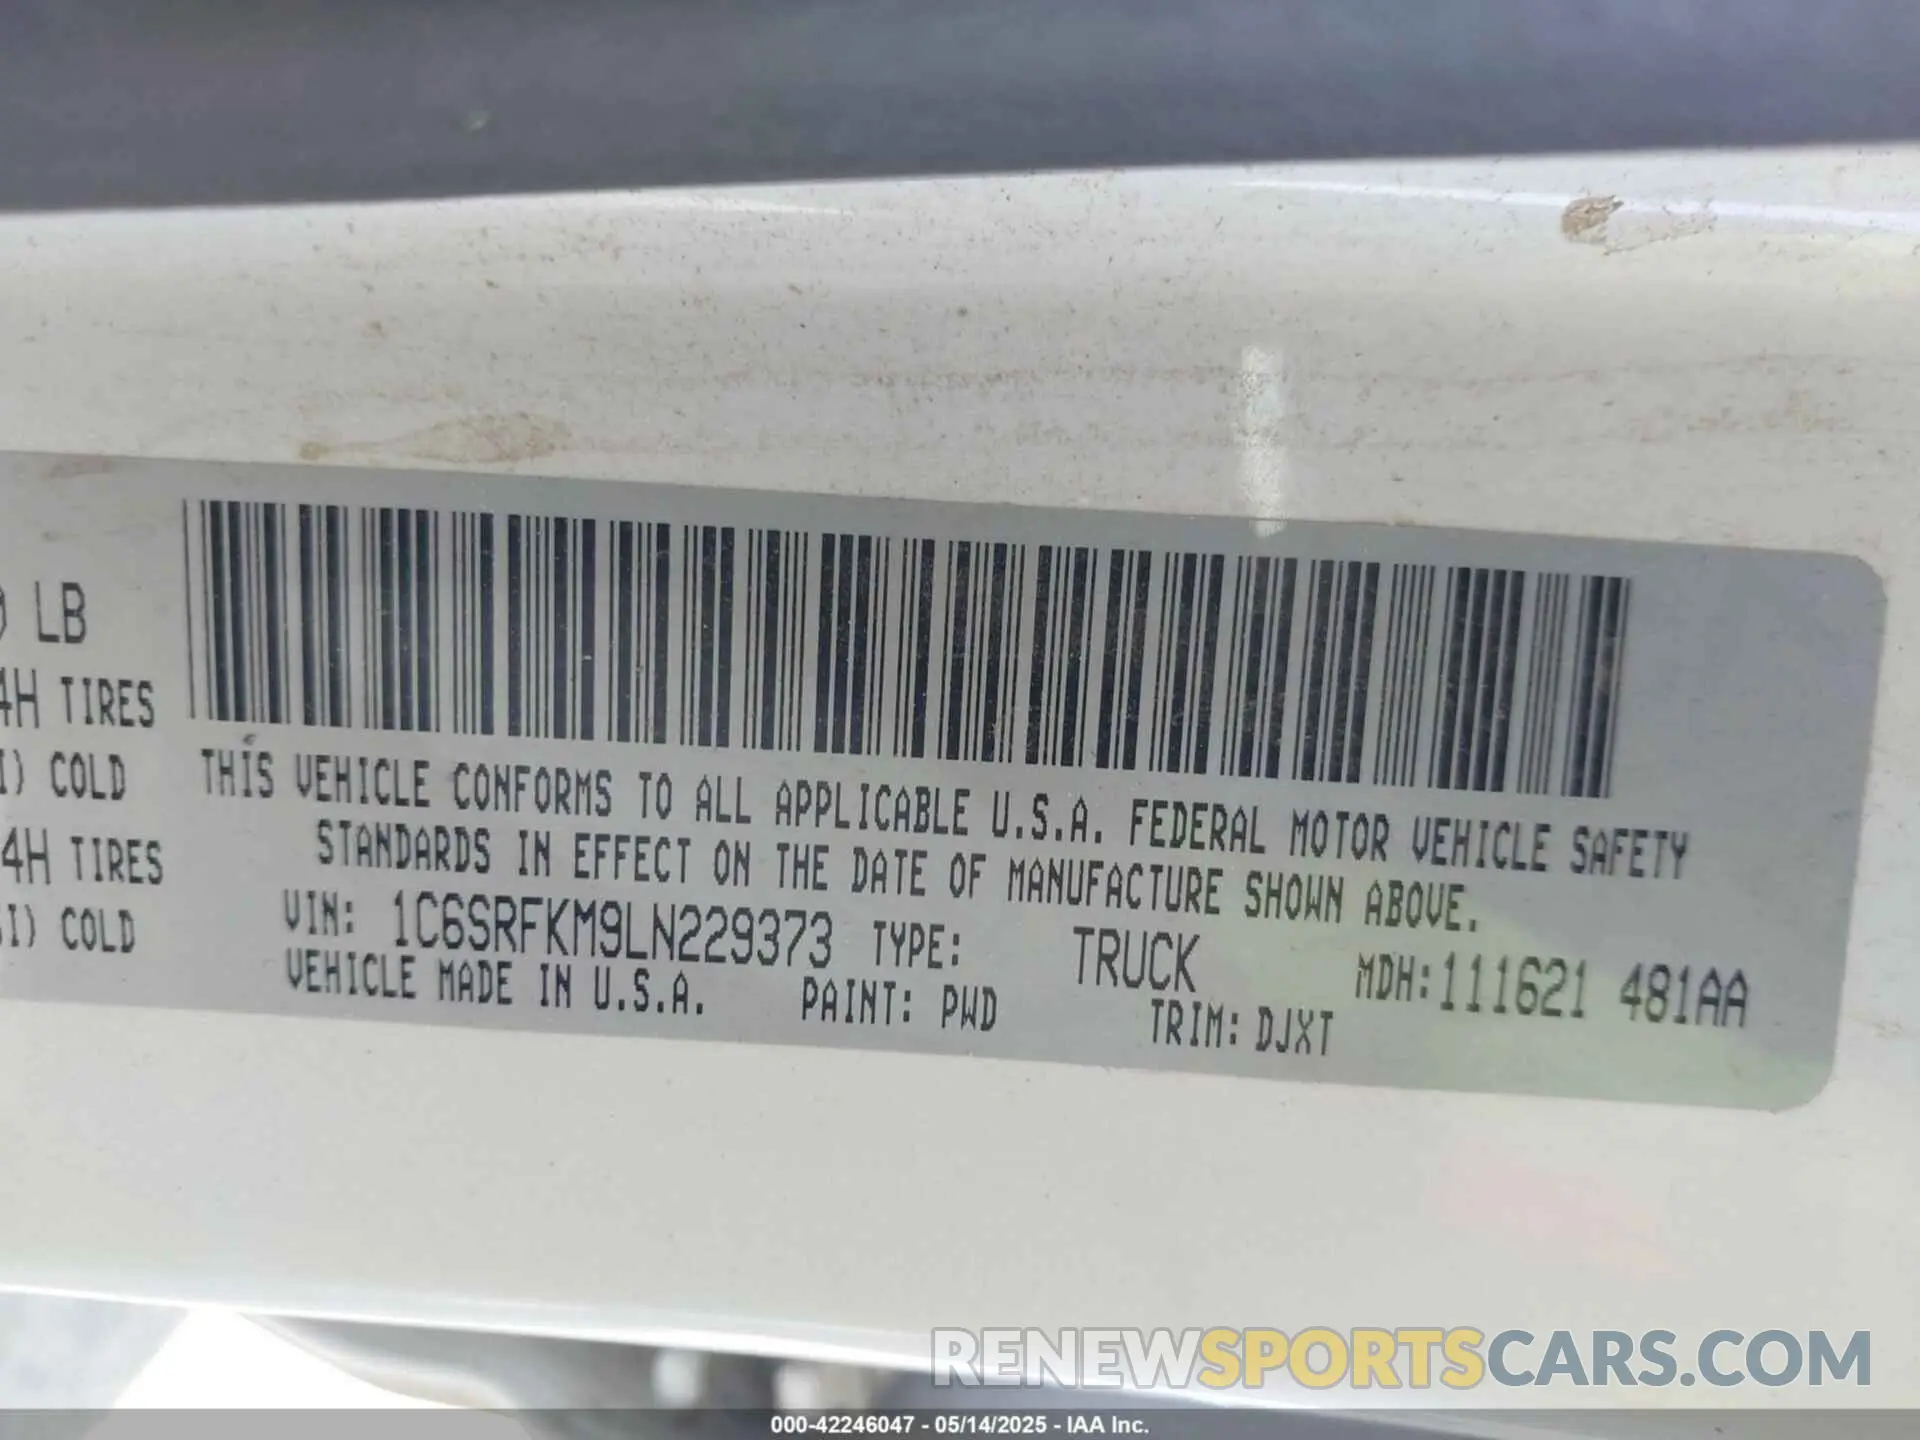 LB
4H TIRES
I) COLD
4H TIRES
I) COLD
THIS VEHICLE CONFORMS TO ALL APPLICABLE U.S.A. FEDERAL MOTOR VEHICLE SAFETY
STANDARDS IN EFFECT ON THE DATE OF MANUFACTURE SHOWN ABOVE.
VIN: 1C6SRFKM9LN229373 TYPE: TRUCK MDH:111621 481AA
VEHICLE MADE IN U.S.A. PAINT: PWD TRIM: DJXT
RENEWSPORTSCARS.COM
000-42246047 - 05/14/2025 - IAA Inc.